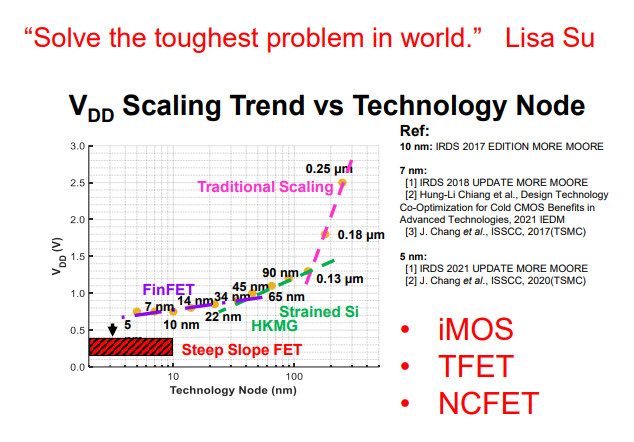 “Solve the toughest problem in world.” Lisa Su
VDD Scaling Trend vs Technology Node
Ref:
10 nm: IRDS 2017 EDITION MORE MOORE
7 nm:
[1] IRDS 2018 UPDATE MORE MOORE
[2] Hung-Li Chiang et al., Design Technology
Co-Optimization for Cold CMOS Benefits in
Advanced Technologies, 2021 IEDM
[3] J. Chang et al., ISSCC, 2017(TSMC)
5 nm:
[1] IRDS 2021 UPDATE MORE MOORE
[2] J. Chang et al., ISSCC, 2020(TSMC)
3.0
2.5
2.0
1.5
1.0
0.5
0.0
VDD (V)
0.25 µm
Traditional Scaling
0.18 µm
0.13 µm
90 nm
65 nm
45 nm
34 nm
22 nm
14 nm
10 nm
7 nm
5
nm
FinFET
Strained Si
HKMG
Steep Slope FET
10
100
Technology Node (nm)
• iMOS
• TFET
• NCFET